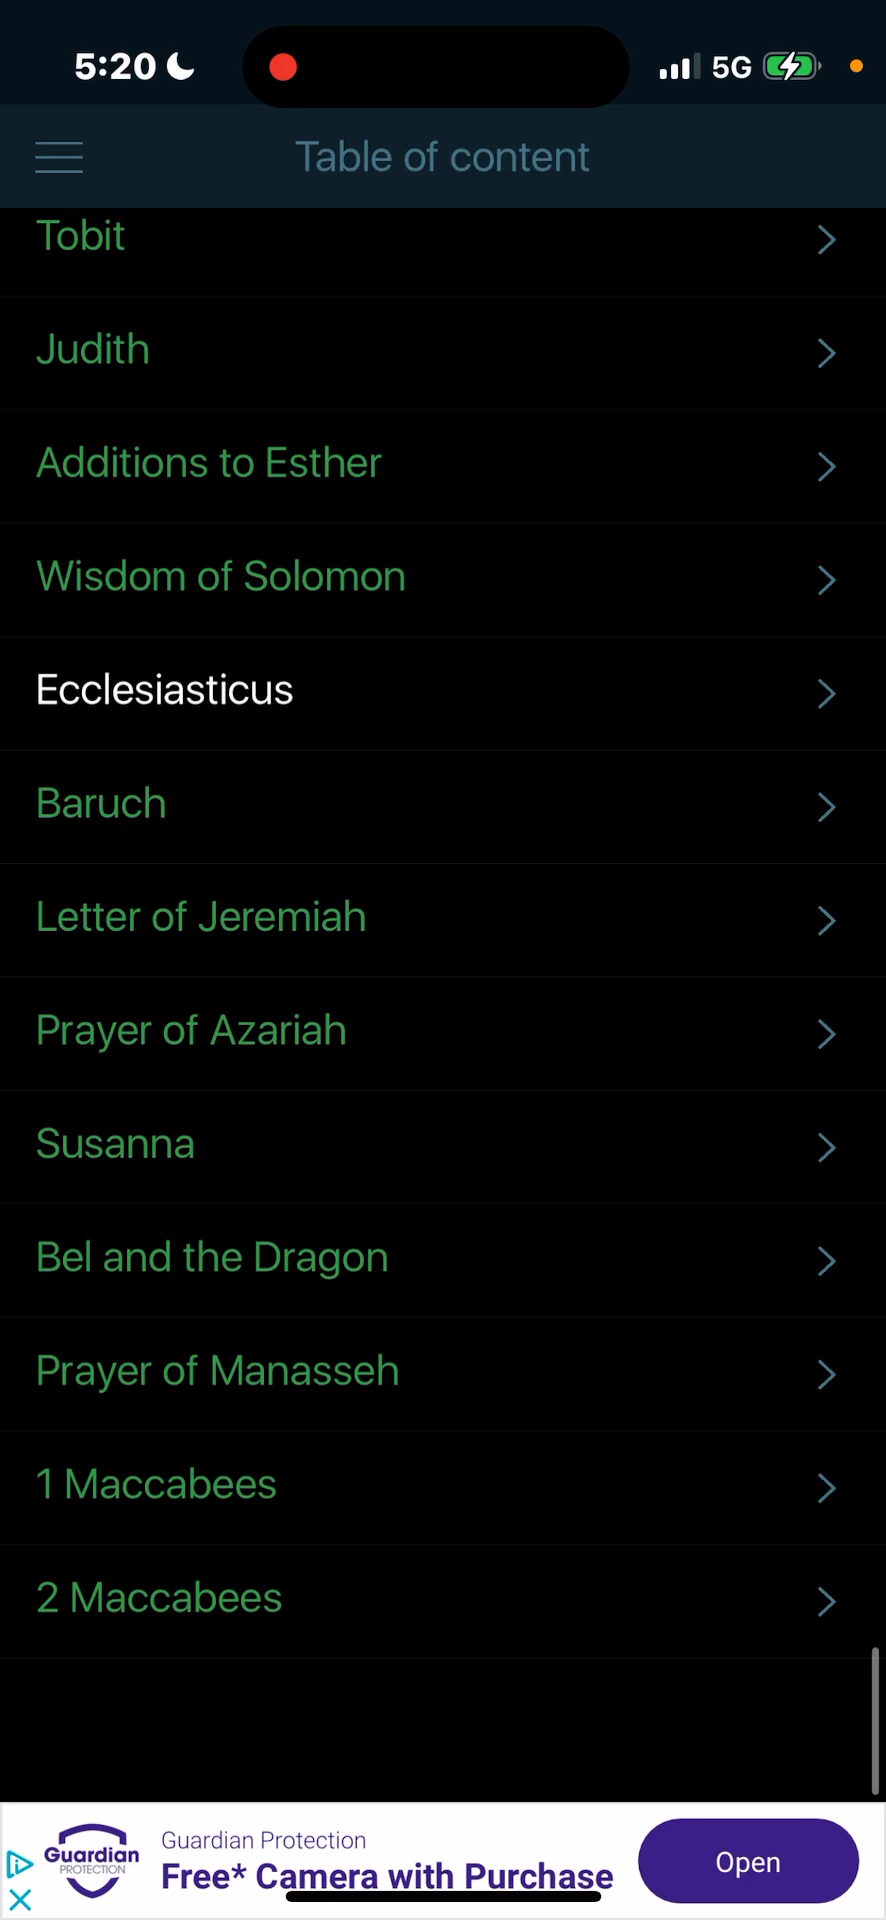 5:20
5G
Table of content
Tobit
Judith
Additions to Esther
Wisdom of Solomon
Ecclesiasticus
Baruch
Letter of Jeremiah
Prayer of Azariah
Susanna
Bel and the Dragon
Prayer of Manasseh
1 Maccabees
2 Maccabees
Guardian
PROTECTION
Guardian Protection
Free* Camera with Purchase
Open